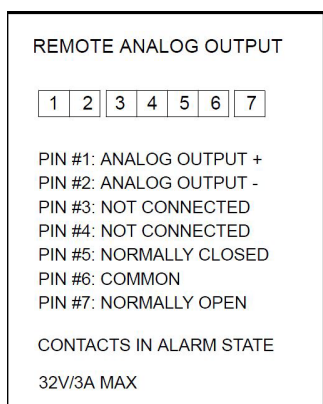 REMOTE ANALOG OUTPUT
1 2 3 4 5 6 7
PIN #1: ANALOG OUTPUT +
PIN #2: ANALOG OUTPUT -
PIN #3: NOT CONNECTED
PIN #4: NOT CONNECTED
PIN #5: NORMALLY CLOSED
PIN #6: COMMON
PIN #7: NORMALLY OPEN
CONTACTS IN ALARM STATE
32V/3A MAX